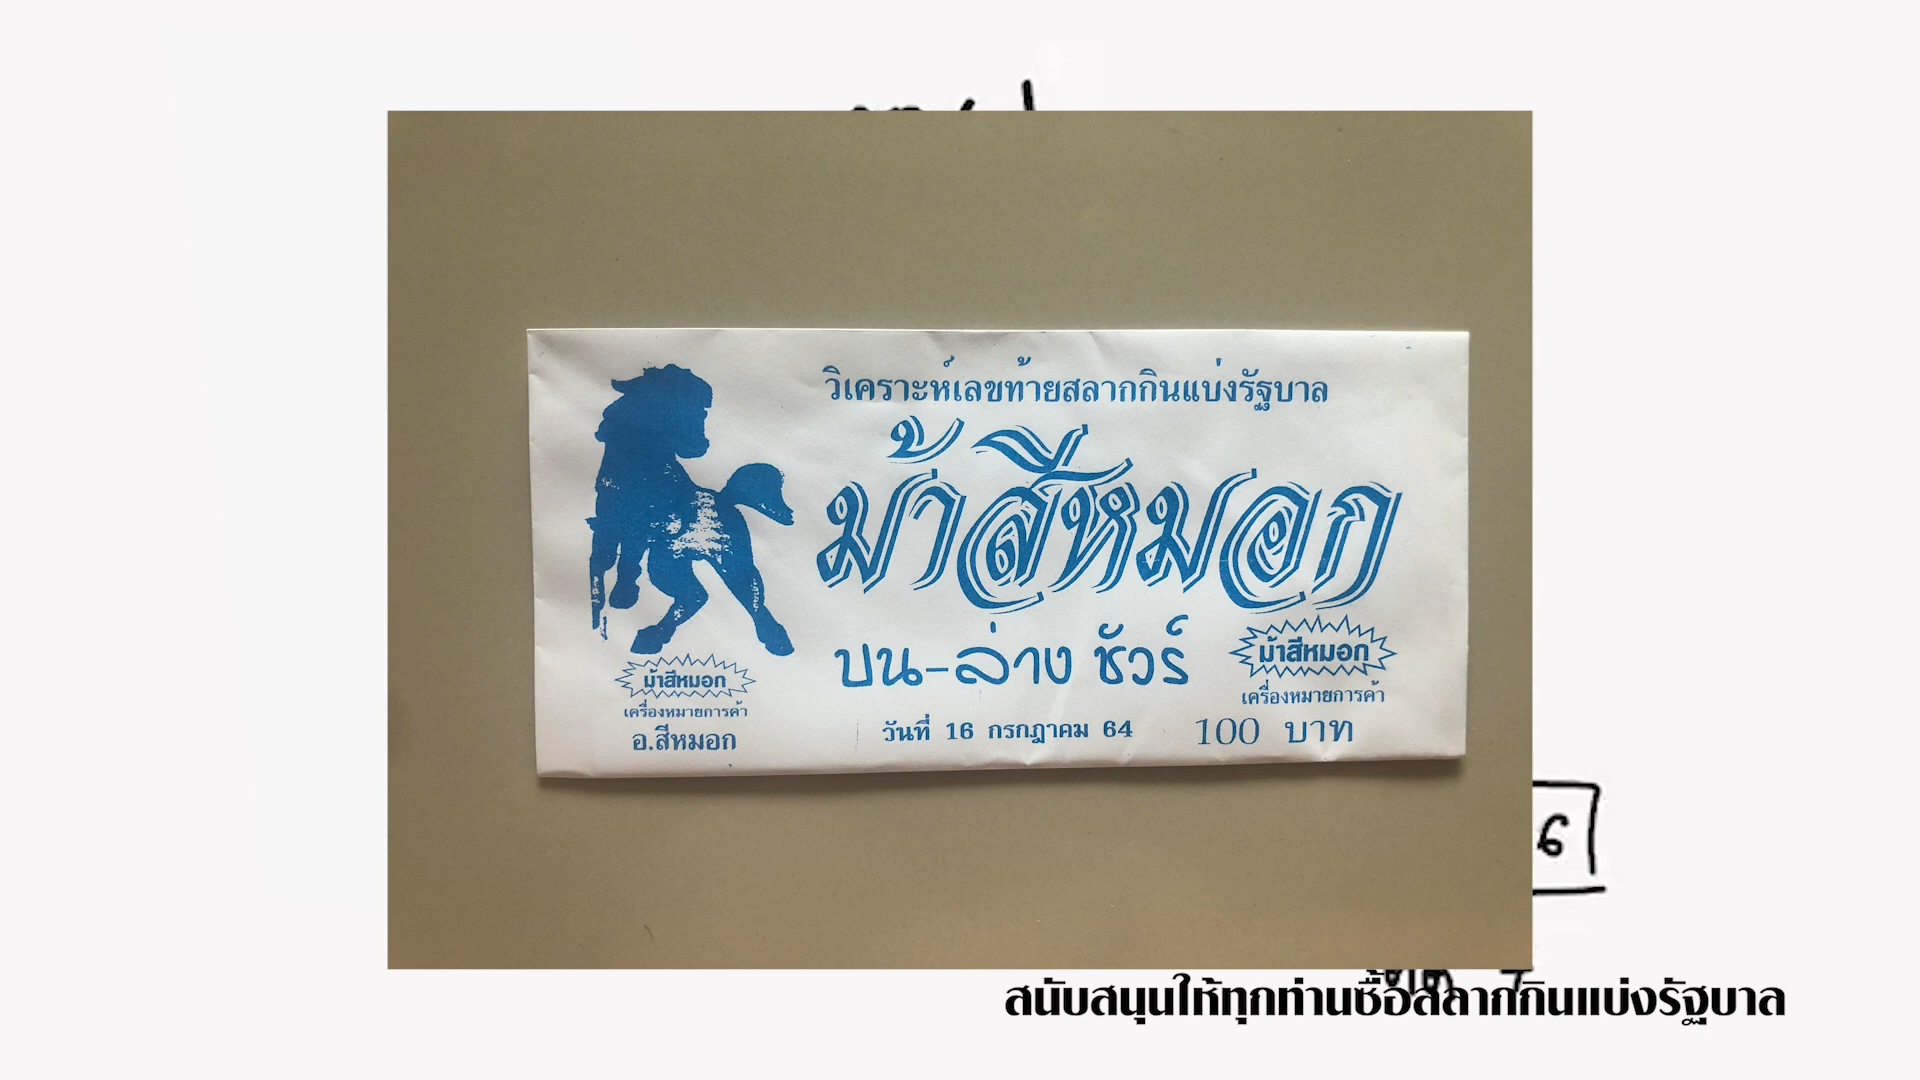 วิเคราะห์เลขท้ายสลากกินแบ่งรัฐบาล
ม้าสีหมอก
บน-ล่าง ชัวร์
ม้าสีหมอก
เครื่องหมายการค้า
ม้าสีหมอก
เครื่องหมายการค้า
อ.สีหมอก
วันที่ 16 กรกฎาคม 64 100 บาท
สนับสนุนให้ทุกท่านซื้อสลากกินแบ่งรัฐบาล